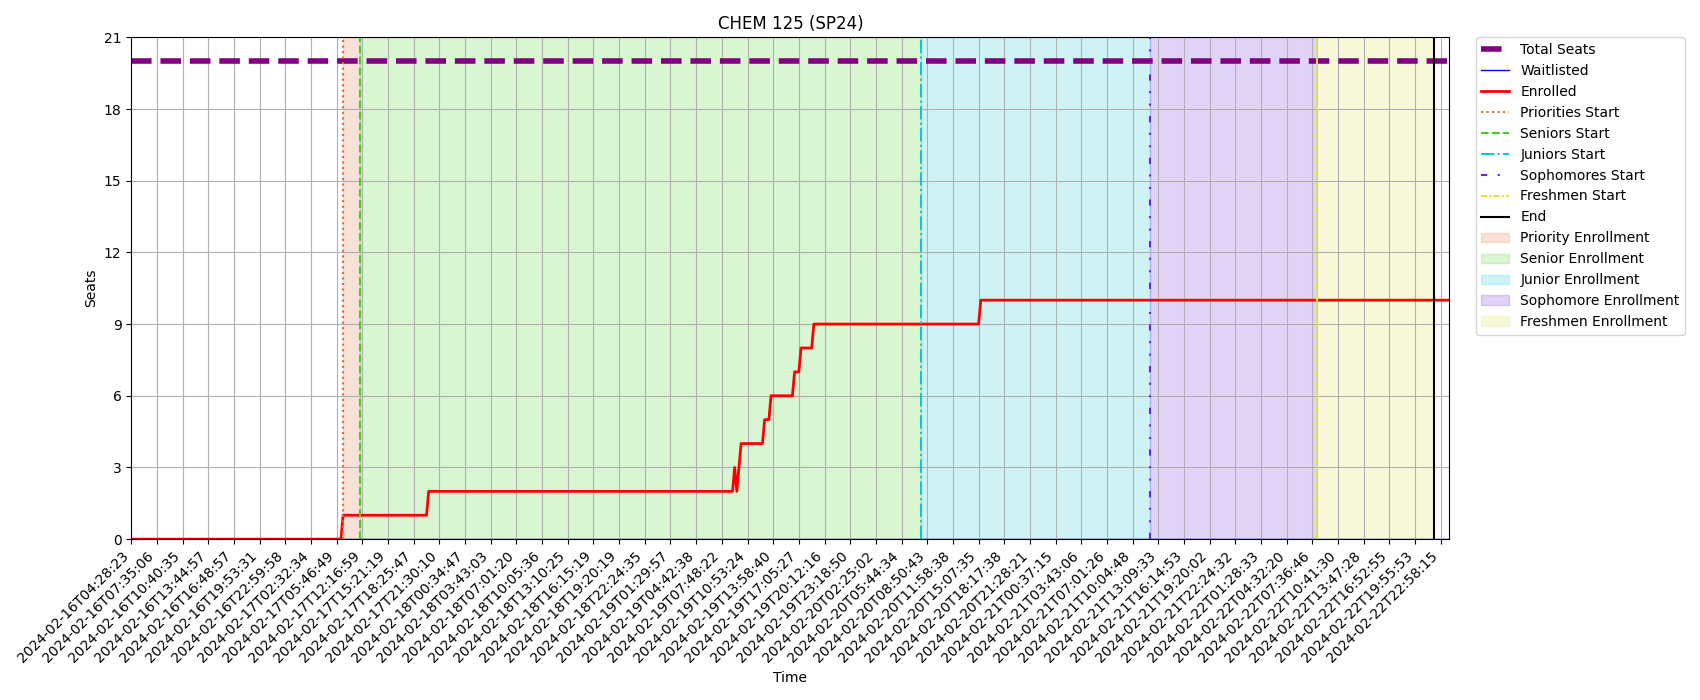 CHEM 125 (SP24)
21
18
15
12
9
6
3
0
Seats
2024-02-16T04:28:23
2024-02-16T07:35:06
2024-02-16T10:40:35
2024-02-16T13:44:57
2024-02-16T16:48:57
2024-02-16T19:53:31
2024-02-16T22:59:58
2024-02-17T02:32:34
2024-02-17T05:46:49
2024-02-17T12:16:59
2024-02-17T15:21:19
2024-02-17T18:25:47
2024-02-17T21:30:10
2024-02-18T00:34:47
2024-02-18T03:43:03
2024-02-18T07:01:20
2024-02-18T10:05:36
2024-02-18T13:10:25
2024-02-18T16:15:19
2024-02-18T19:20:19
2024-02-18T22:24:35
2024-02-19T01:29:57
2024-02-19T04:42:38
2024-02-19T07:48:22
2024-02-19T10:53:24
2024-02-19T13:58:40
2024-02-19T17:05:27
2024-02-19T20:12:16
2024-02-19T23:18:50
2024-02-20T02:25:02
2024-02-20T05:44:34
2024-02-20T08:50:43
2024-02-20T11:58:38
2024-02-20T15:07:35
2024-02-20T18:17:38
2024-02-20T21:28:21
2024-02-21T00:37:15
2024-02-21T03:43:06
2024-02-21T07:01:26
2024-02-21T10:04:48
2024-02-21T13:09:33
2024-02-21T16:14:53
2024-02-21T19:20:02
2024-02-21T22:24:32
2024-02-22T01:28:33
2024-02-22T04:32:20
2024-02-22T07:36:46
2024-02-22T10:41:30
2024-02-22T13:47:28
2024-02-22T16:52:55
2024-02-22T19:55:53
2024-02-22T22:58:15
Time
Total Seats
Waitlisted
Enrolled
Priorities Start
Seniors Start
Juniors Start
Sophomores Start
Freshmen Start
End
Priority Enrollment
Senior Enrollment
Junior Enrollment
Sophomore Enrollment
Freshmen Enrollment